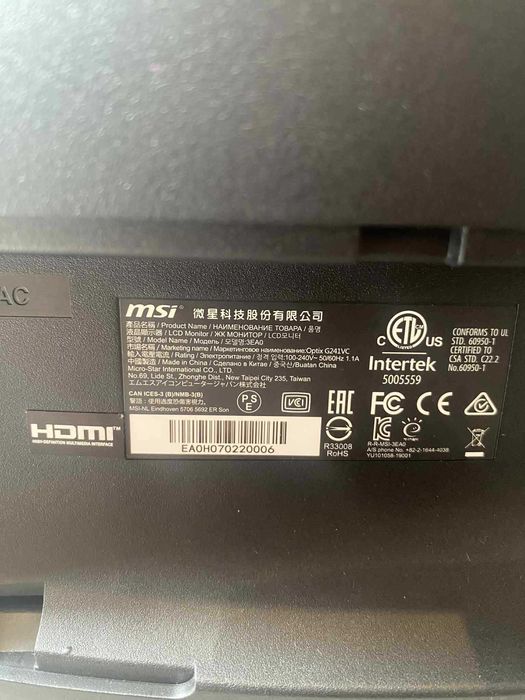 AC
msi 微星科技股份有限公司
產品名稱 / Product Name / НАИМЕНОВАНИЕ ТОВАРА / 품명
液晶顯示器 / LCD Monitor / ЖК МОНИТОР / LCD모니터
型號 / Model Name / Модель / 모델명:3EA0
Marketing name / Маркетинговое наименование:Optix G241VC
輸入電壓電流 / Rating / Электропитание / 정격 입력:100-240V~ 50/60Hz 1.1A
中國製造 / Made in China / Сделано в Китае / 중국산/Buatan China
Micro-Star International CO., LTD.
No.69, Lide St., Zhonghe Dist., New Taipei City 235, Taiwan
エムエスアイコンピュータージャパン株式会社
CAN ICES-3 (B)/NMB-3(B)
警語：使用過度恐傷害視力。
MSI-NL Eindhoven 5706 5692 ER Son
EA0H070220006
P S E
VCI
EAC
FC
CE
R33008
RoHS
KC
R-R-MSI-3EA0
A/S phone No. +82-2-1644-4038
YU101058-19001
C ETL US
Intertek
5005559
CONFORMS TO UL
STD. 60950-1
CERTIFIED TO
CSA STD. C22.2
No.60950-1
HDMI™
HIGH-DEFINITION MULTIMEDIA INTERFACE